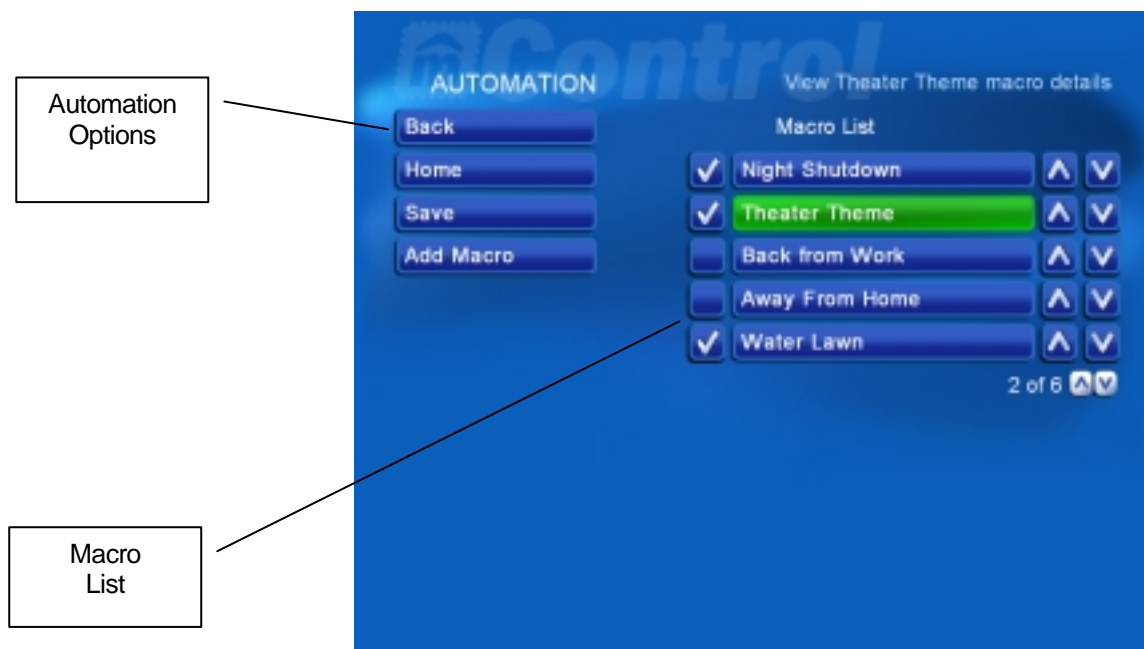 mControl
Automation
Options
AUTOMATION
View Theater Theme macro details
Back
Macro List
Home
Night Shutdown
Save
Theater Theme
Add Macro
Back from Work
Away From Home
Water Lawn
2 of 6
Macro
List